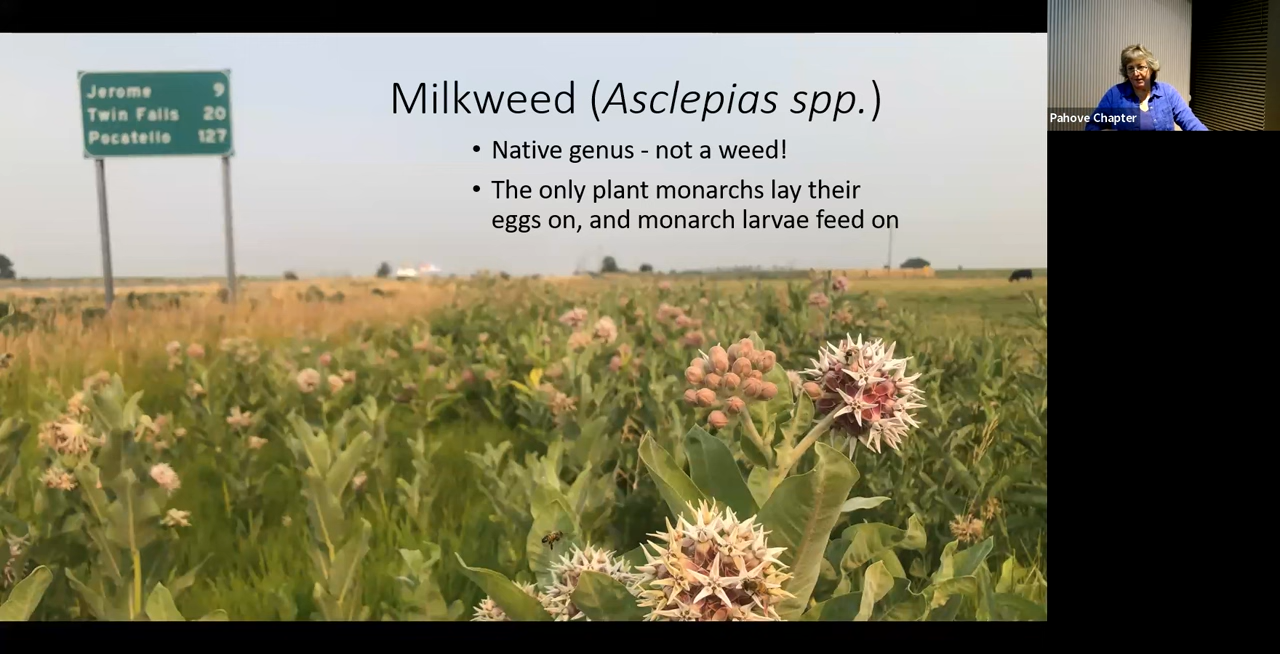 Jerome 9
Twin Falls 20
Pocatello 127
Milkweed (Asclepias spp.)
• Native genus - not a weed!
• The only plant monarchs lay their
eggs on, and monarch larvae feed on
Pahove Chapter